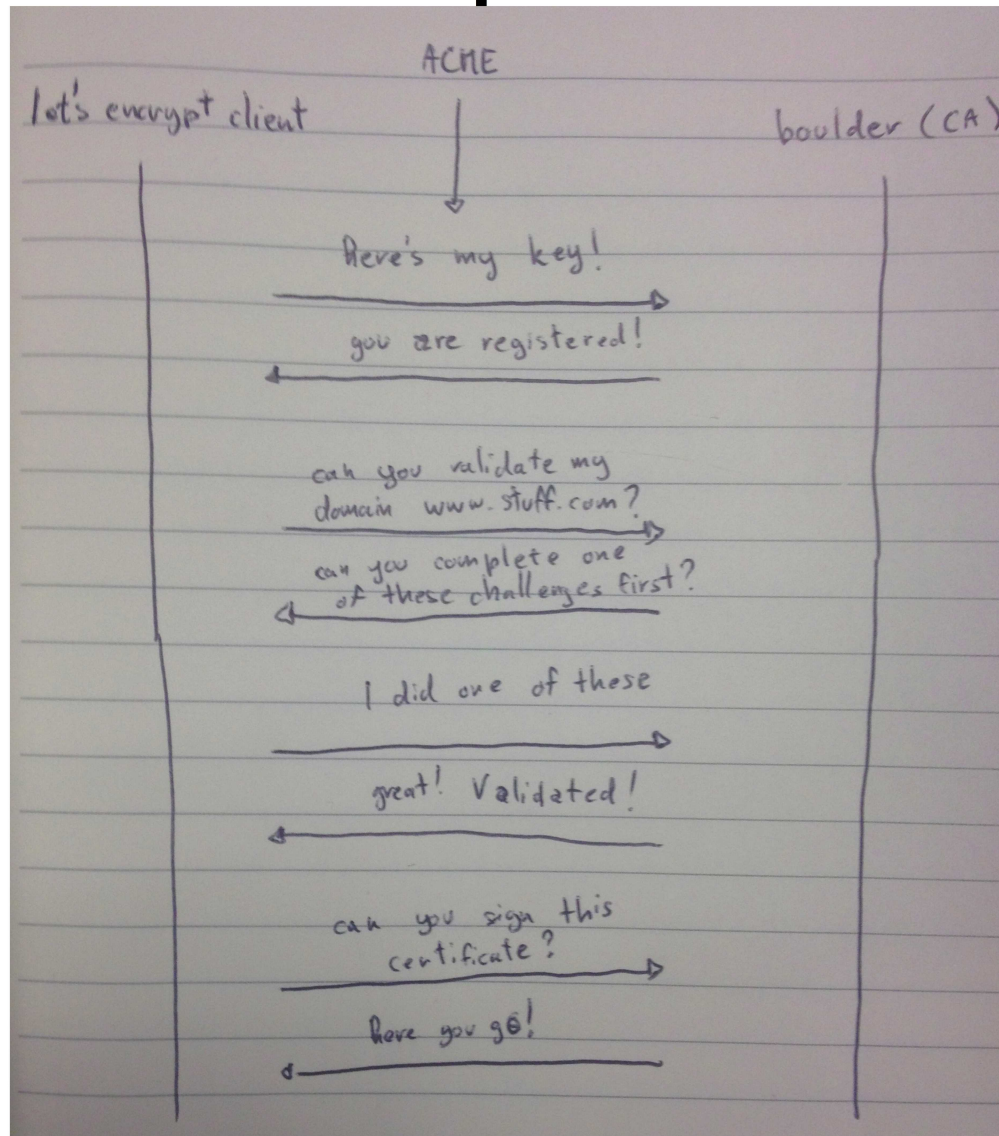 ACME
let's encrypt client
boulder (CA)
here's my key!
you are registered!
can you validate my
domain www.stuff.com?
can you complete one
of these challenges first?
I did one of these
great! Validated!
can you sign this
certificate?
here you go!